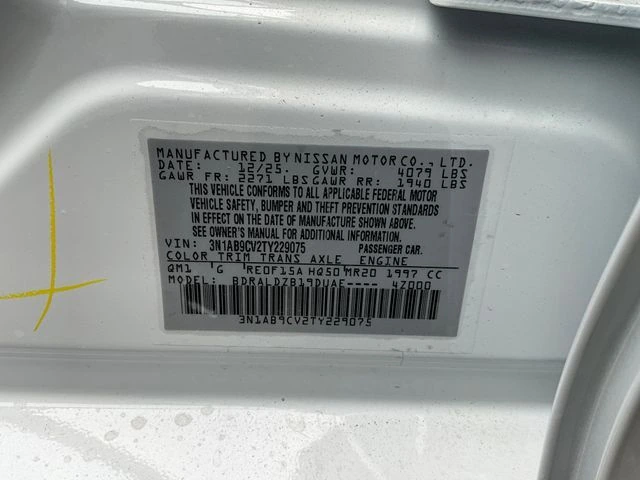 MANUFACTURED BY NISSAN MOTOR CO., LTD.
DATE: 12/25. GVWR: 4079 LBS
GAWR FR: 2271 LBS GAWR RR: 1940 LBS
THIS VEHICLE CONFORMS TO ALL APPLICABLE FEDERAL MOTOR
VEHICLE SAFETY, BUMPER AND THEFT PREVENTION STANDARDS
IN EFFECT ON THE DATE OF MANUFACTURE SHOWN ABOVE.
SEE OWNER'S MANUAL FOR ADDITIONAL INFORMATION
VIN: 3N1AB9CV2TY229075 PASSENGER CAR.
COLOR TRIM TRANS AXLE ENGINE
QM1 G RE0F15A HQ50 MR20 1997 CC
MODEL: BDRALDZB19DUAE---- 4Z000
3N1AB9CV2TY229075